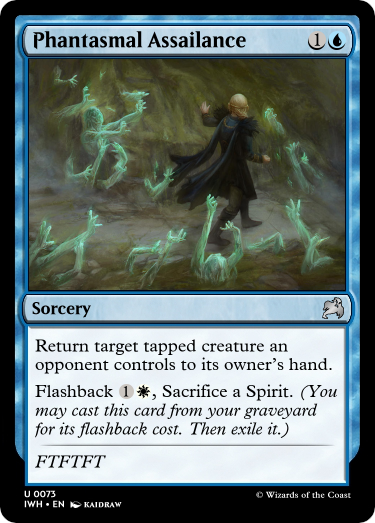 Phantasmal Assailance 1
Sorcery
Return target tapped creature an
opponent controls to its owner's hand.
Flashback 1, Sacrifice a Spirit. (You
may cast this card from your graveyard
for its flashback cost. Then exile it.)
FTFTFT
U 0073
IWH • EN KAIDRAW
© Wizards of the Coast